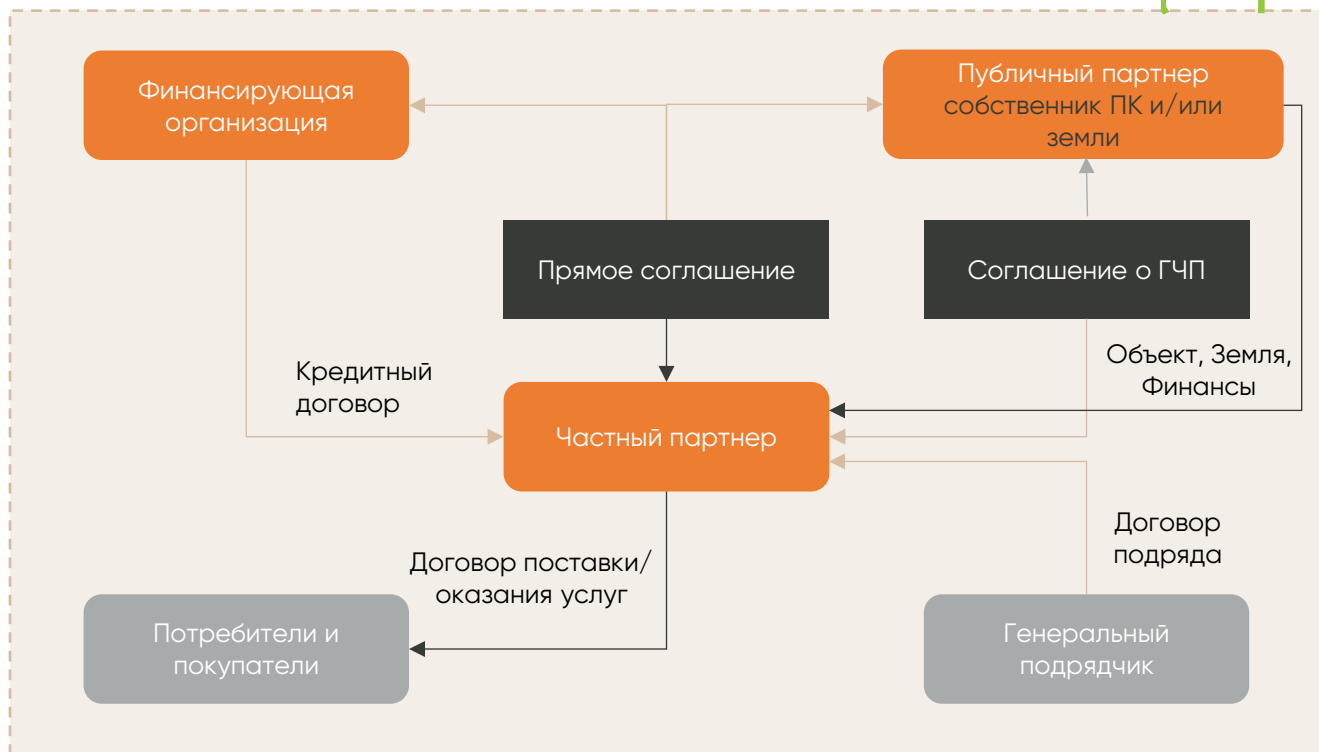 Финансирующая
организация
Публичный партнер
собственник ПК и/или
земли
Прямое соглашение
Соглашение о ГЧП
Кредитный
договор
Объект, Земля,
Финансы
Частный партнер
Договор поставки/
оказания услуг
Договор
подряда
Потребители и
покупатели
Генеральный
подрядчик